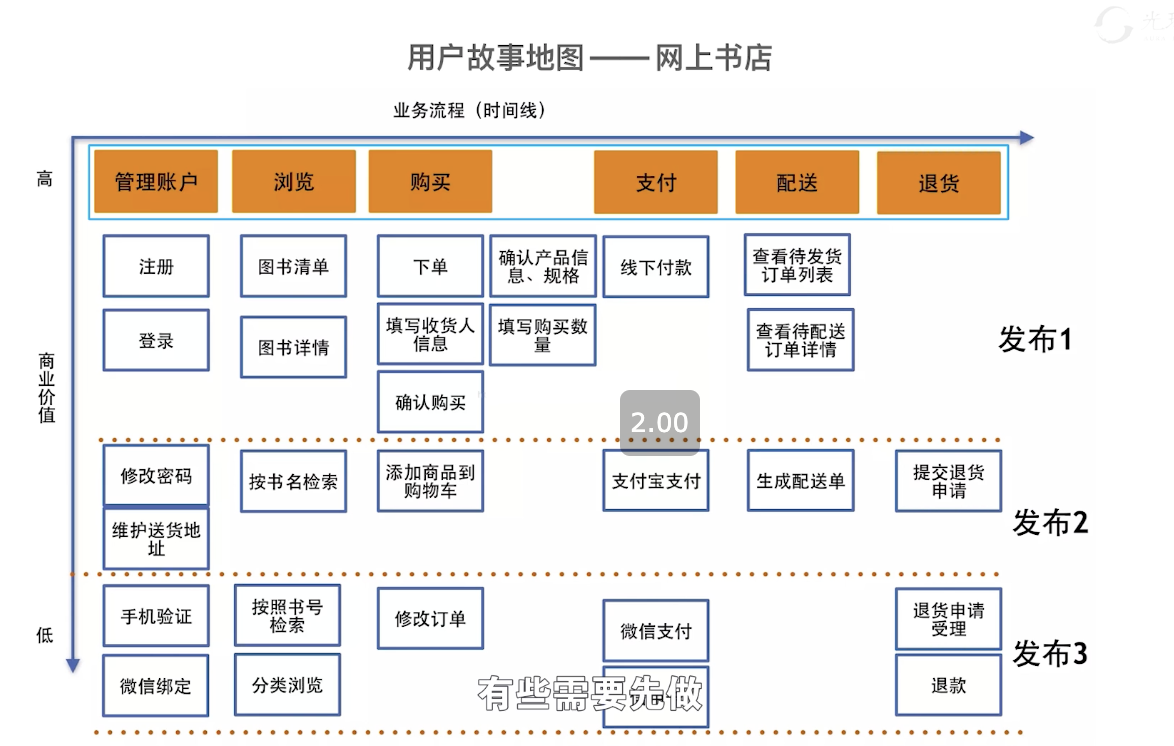 用户故事地图——网上书店
业务流程（时间线）
高
管理账户
浏览
购买
支付
配送
退货
注册
图书清单
下单
确认产品信
息、规格
线下付款
查看待发货
订单列表
登录
图书详情
填写收货人
信息
填写购买数
量
查看待配送
订单详情
发布1
商业价值
确认购买
2.00
修改密码
按书名检索
添加商品到
购物车
支付宝支付
生成配送单
提交退货
申请
发布2
维护送货地
址
手机验证
按照书号
检索
修改订单
微信支付
退货申请
受理
低
发布3
微信绑定
分类浏览
退款
有些需要先做